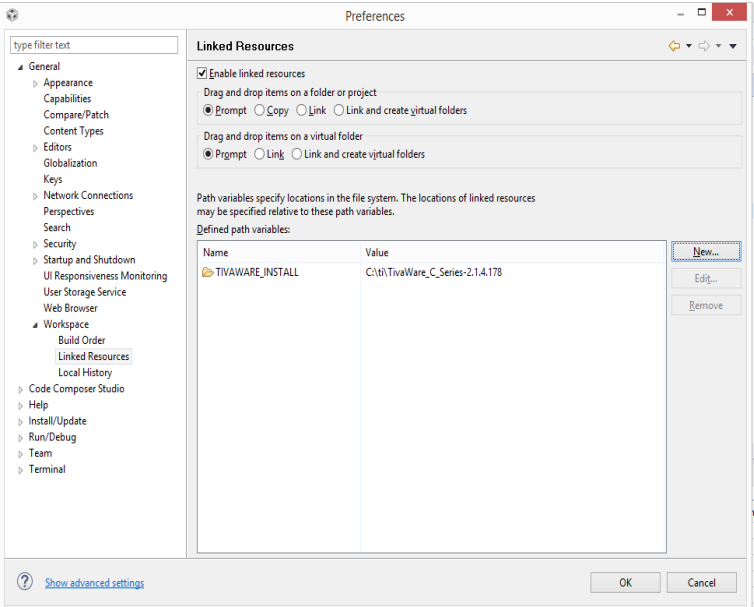 Preferences
type filter text
General
Appearance
Capabilities
Compare/Patch
Content Types
Editors
Globalization
Keys
Network Connections
Perspectives
Search
Security
Startup and Shutdown
UI Responsiveness Monitoring
User Storage Service
Web Browser
Workspace
Build Order
Linked Resources
Local History
Code Composer Studio
Help
Install/Update
Run/Debug
Team
Terminal
Linked Resources
Enable linked resources
Drag and drop items on a folder or project
Prompt Copy Link Link and create virtual folders
Drag and drop items on a virtual folder
Prompt Link Link and create virtual folders
Path variables specify locations in the file system. The locations of linked resources
may be specified relative to these path variables.
Defined path variables:
Name Value
TIVAWARE_INSTALL C:\ti\TivaWare_C_Series-2.1.4.178
New...
Edit...
Remove
Show advanced settings
OK Cancel